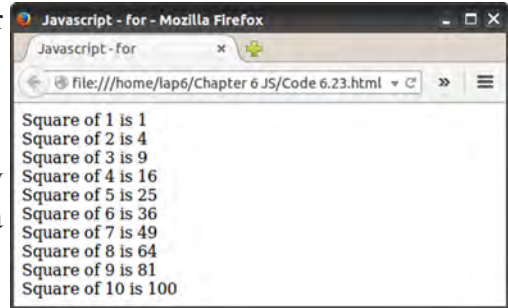 Javascript - for - Mozilla Firefox
Javascript - for
file:///home/lap6/Chapter 6 JS/Code 6.23.html
Square of 1 is 1
Square of 2 is 4
Square of 3 is 9
Square of 4 is 16
Square of 5 is 25
Square of 6 is 36
Square of 7 is 49
Square of 8 is 64
Square of 9 is 81
Square of 10 is 100